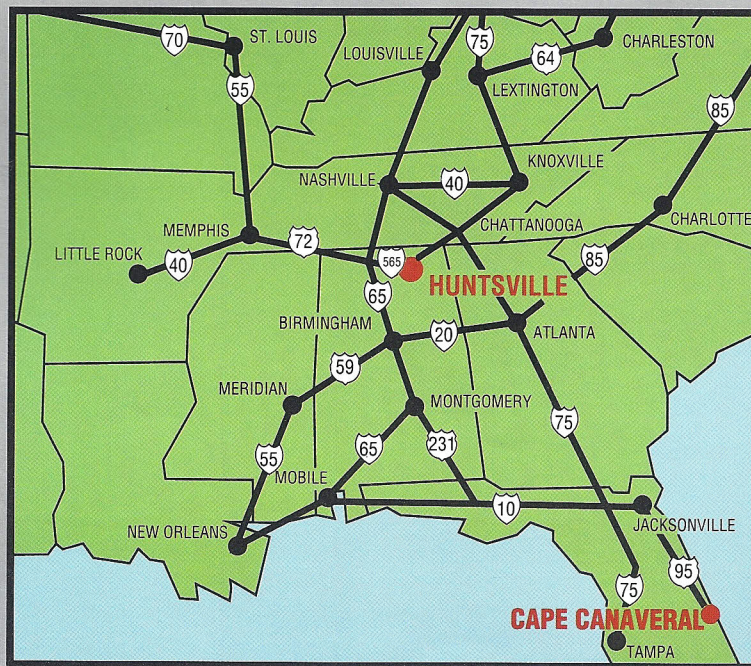 70
ST. LOUIS
LOUISVILLE
75
64
CHARLESTON
55
LEXTINGTON
85
NASHVILLE
40
KNOXVILLE
MEMPHIS
72
CHATTANOOGA
CHARLOTTE
LITTLE ROCK
40
565
85
HUNTSVILLE
65
BIRMINGHAM
20
ATLANTA
59
MERIDIAN
MONTGOMERY
75
55
65
231
MOBILE
10
NEW ORLEANS
JACKSONVILLE
95
75
CAPE CANAVERAL
TAMPA